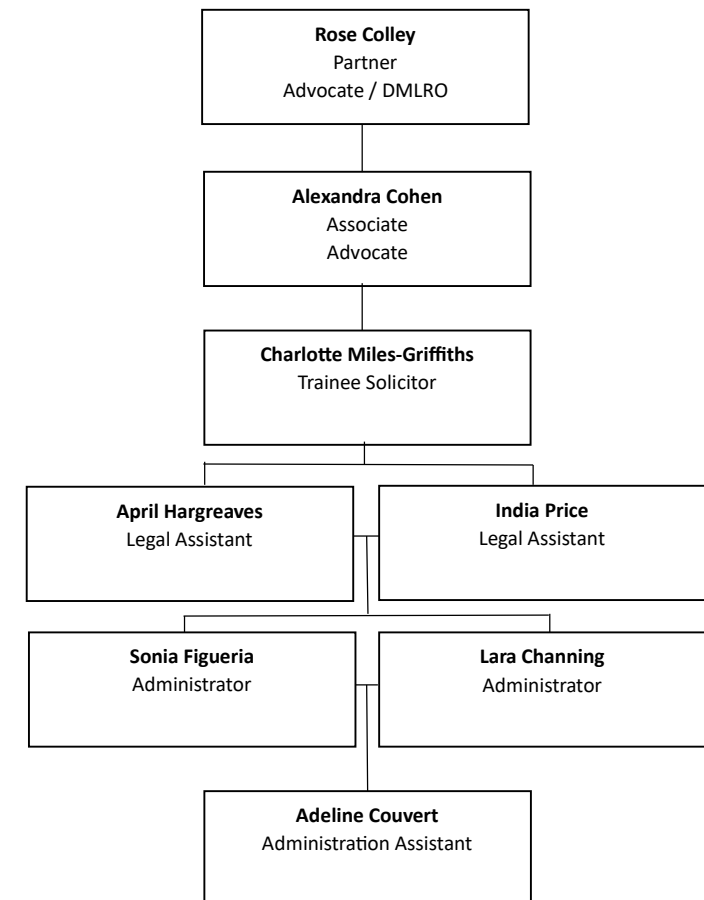 Rose Colley
Partner
Advocate / DMLRO
Alexandra Cohen
Associate
Advocate
Charlotte Miles-Griffiths
Trainee Solicitor
April Hargreaves
Legal Assistant
India Price
Legal Assistant
Sonia Figueria
Administrator
Lara Channing
Administrator
Adeline Couvert
Administration Assistant